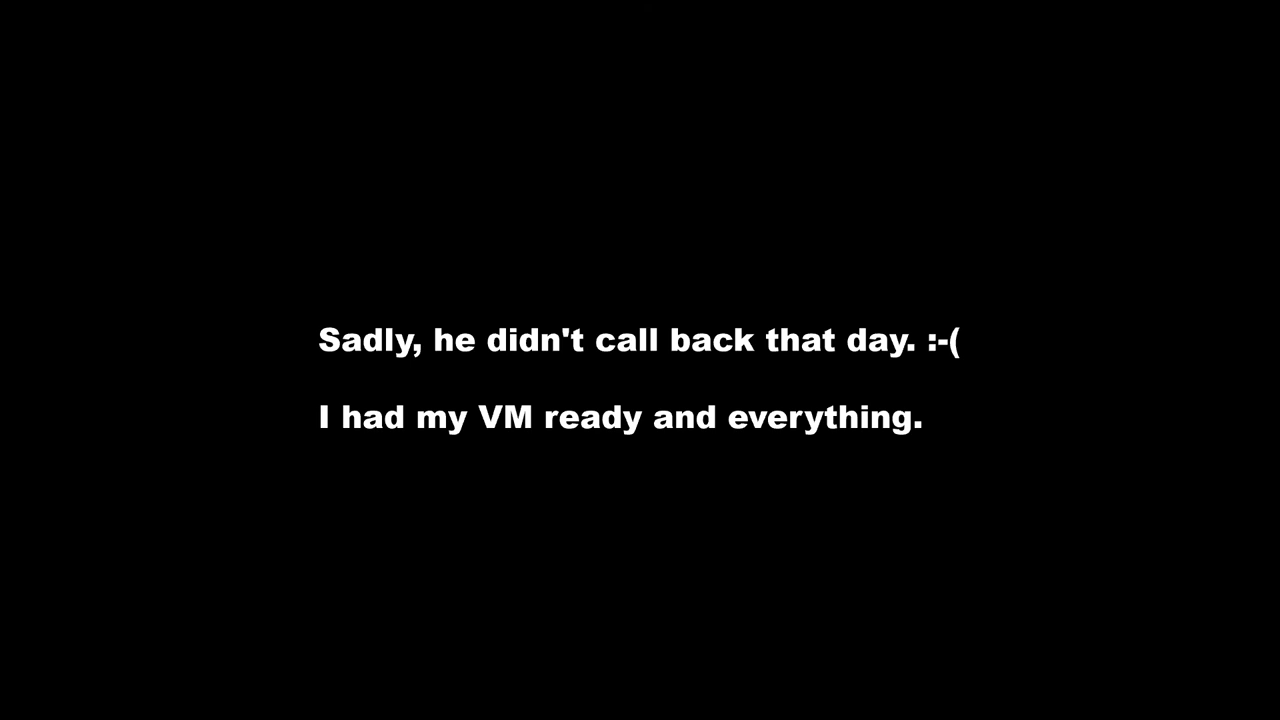 Sadly, he didn't call back that day. :-(
I had my VM ready and everything.